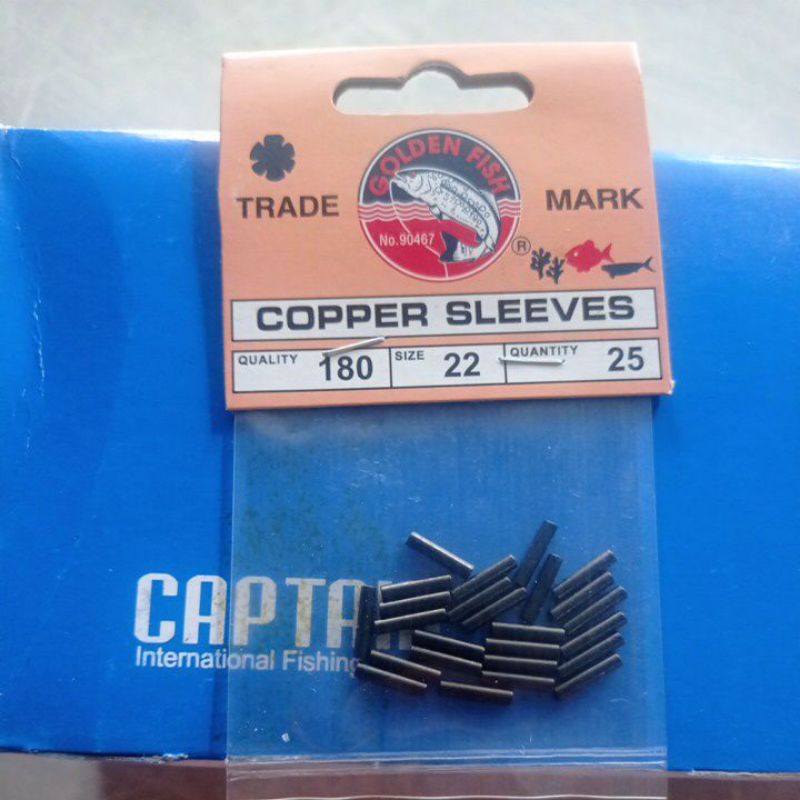 GOLDEN FISH
TRADE
MARK
No.90467
®
COPPER SLEEVES
QUALITY 180 SIZE 22 QUANTITY 25
International Fishing